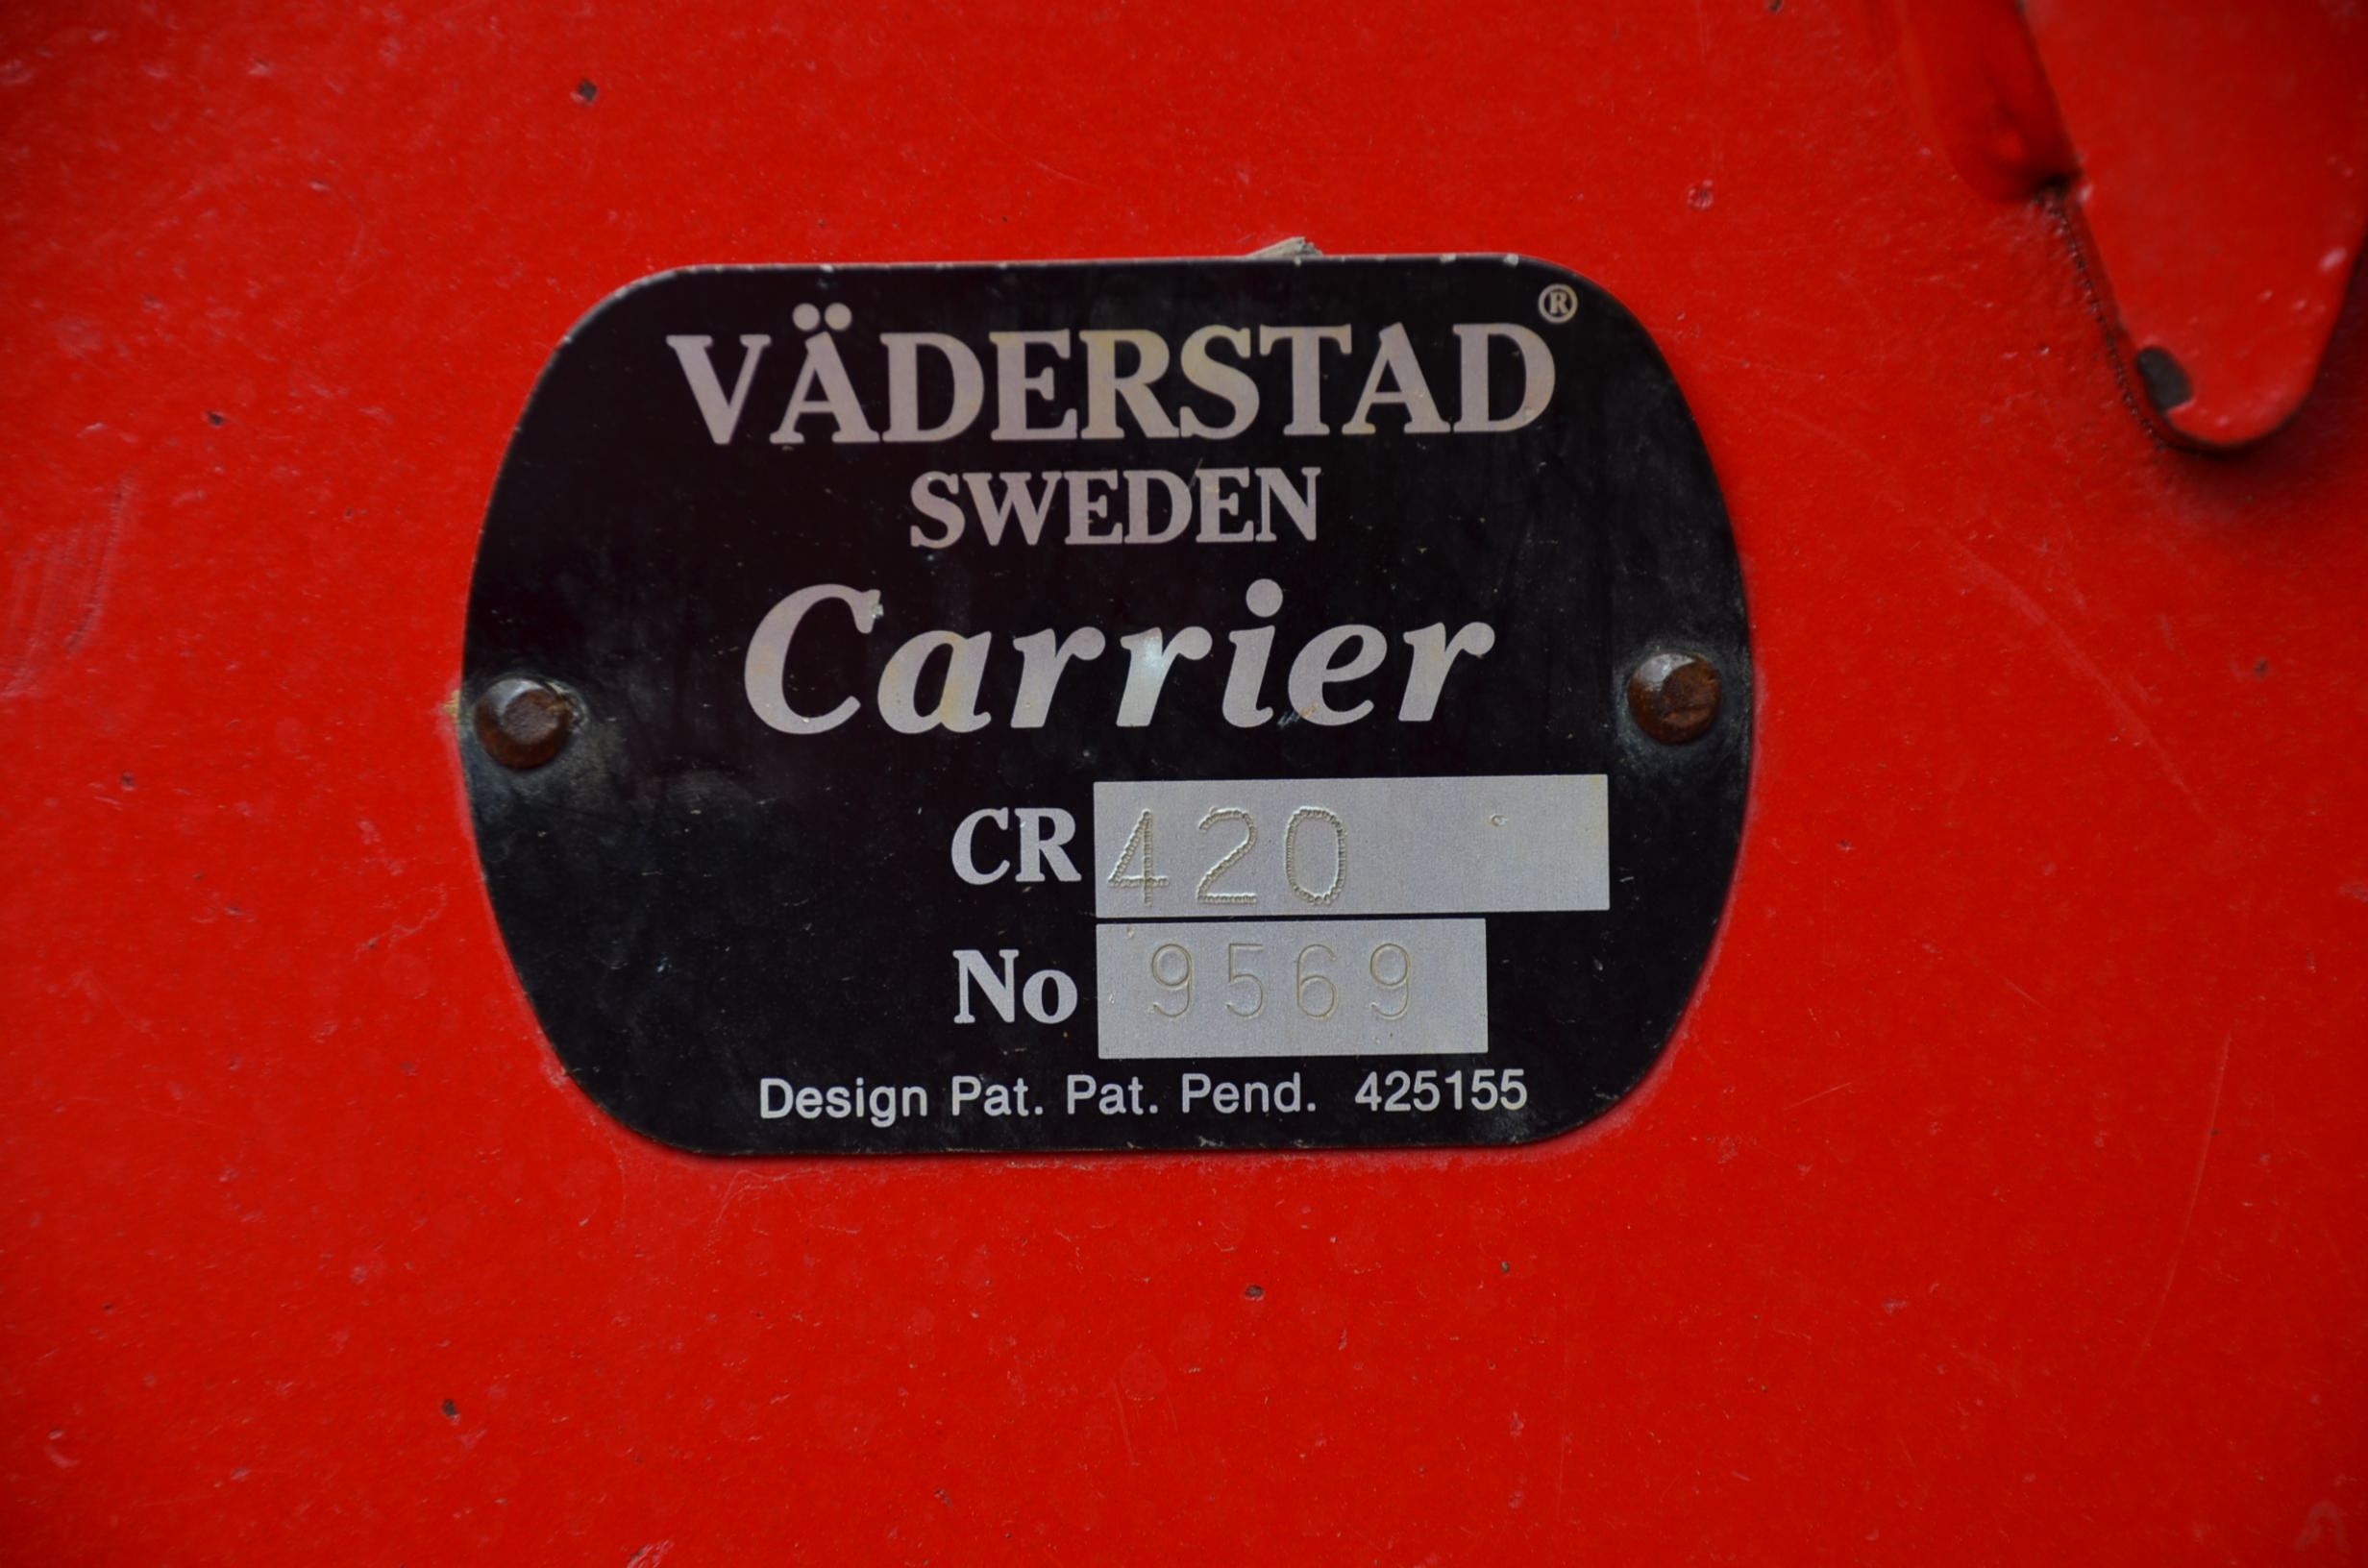 VÄDERSTAD®
SWEDEN
Carrier
CR 420
No 9569
Design Pat. Pat. Pend. 425155